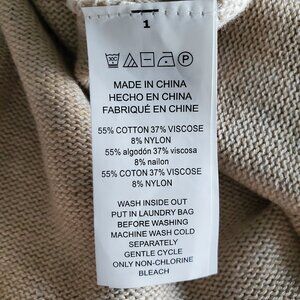 1
30C
P
MADE IN CHINA
HECHO EN CHINA
FABRIQUÉ EN CHINE
55% COTTON 37% VISCOSE
8% NYLON
55% algodón 37% viscosa
8% nailon
55% COTON 37% VISCOSE
8% NYLON
WASH INSIDE OUT
PUT IN LAUNDRY BAG
BEFORE WASHING
MACHINE WASH COLD
SEPARATELY
GENTLE CYCLE
ONLY NON-CHLORINE
BLEACH